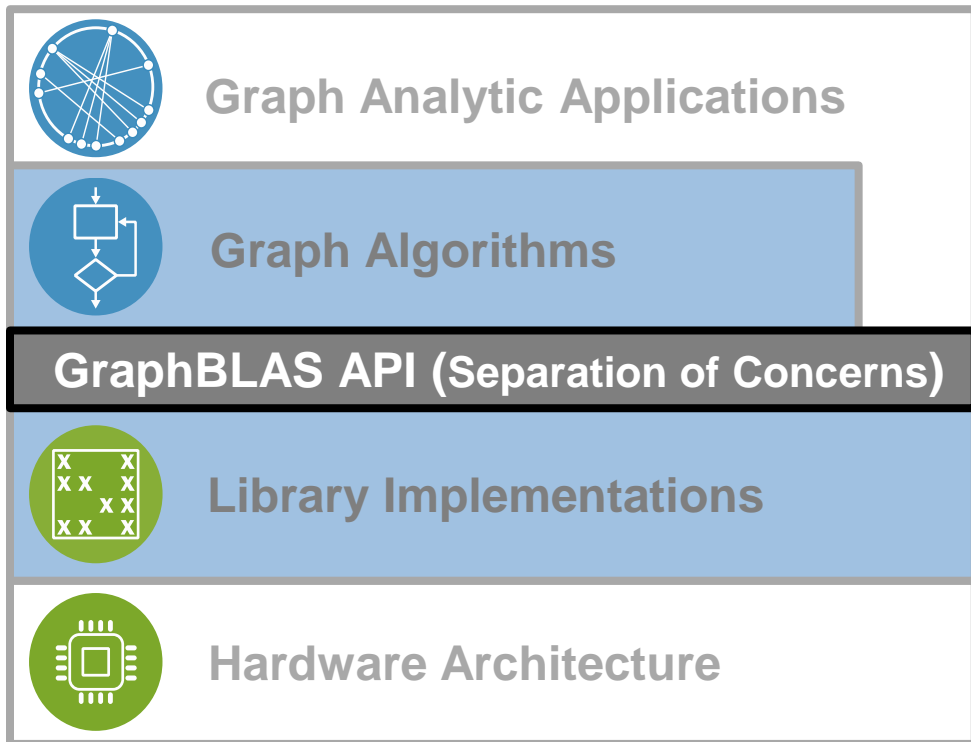 Graph Analytic Applications
Graph Algorithms
GraphBLAS API (Separation of Concerns)
X X
X X X
X X
X X X
Library Implementations
Hardware Architecture